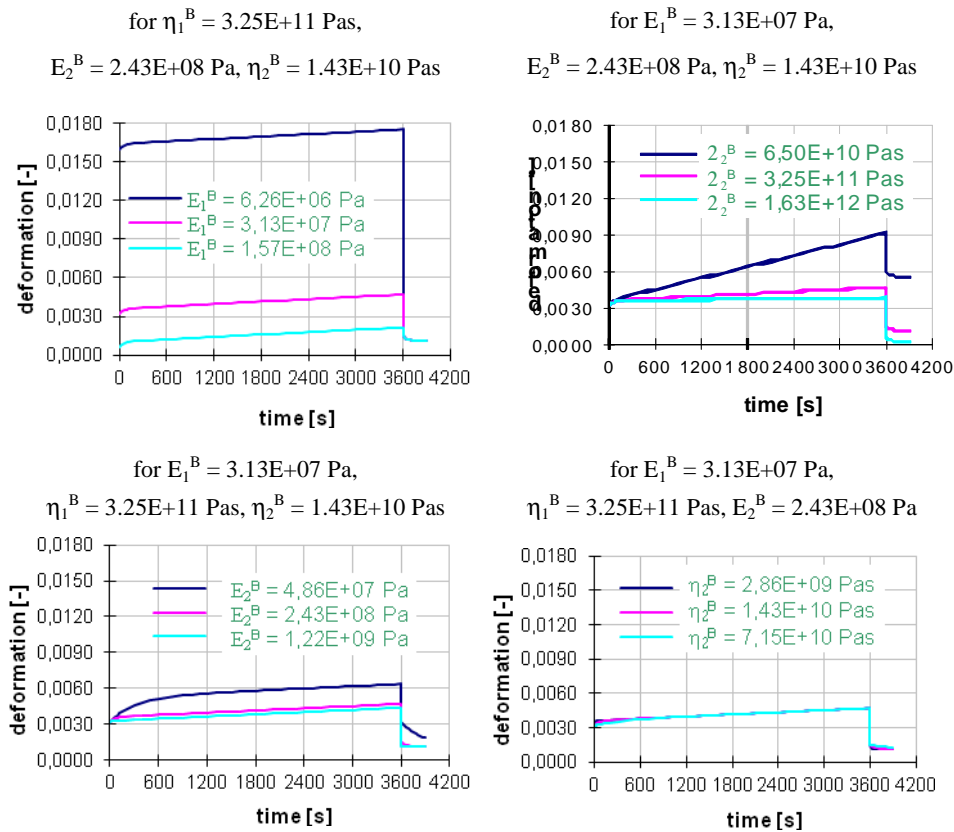 for η₁ᴮ = 3.25E+11 Pas,
E₂ᴮ = 2.43E+08 Pa, η₂ᴮ = 1.43E+10 Pas
0,0180
0,0150
0,0120
0,0090
0,0060
0,0030
0,0000
deformation [-]
E₁ᴮ = 6,26E+06 Pa
E₁ᴮ = 3,13E+07 Pa
E₁ᴮ = 1,57E+08 Pa
0 600 1200 1800 2400 3000 3600 4200
time [s]
for E₁ᴮ = 3.13E+07 Pa,
E₂ᴮ = 2.43E+08 Pa, η₂ᴮ = 1.43E+10 Pas
0,0180
0,0150
0,0120
0,0090
0,0060
0,0030
0,0000
2₂ᴮ = 6,50E+10 Pas
2₂ᴮ = 3,25E+11 Pas
2₂ᴮ = 1,63E+12 Pas
0 600 1200 1800 2400 3000 3600 4200
time [s]
for E₁ᴮ = 3.13E+07 Pa,
η₁ᴮ = 3.25E+11 Pas, η₂ᴮ = 1.43E+10 Pas
0,0180
0,0150
0,0120
0,0090
0,0060
0,0030
0,0000
deformation [-]
E₂ᴮ = 4,86E+07 Pa
E₂ᴮ = 2,43E+08 Pa
E₂ᴮ = 1,22E+09 Pa
0 600 1200 1800 2400 3000 3600 4200
time [s]
for E₁ᴮ = 3.13E+07 Pa,
η₁ᴮ = 3.25E+11 Pas, E₂ᴮ = 2.43E+08 Pa
0,0180
0,0150
0,0120
0,0090
0,0060
0,0030
0,0000
deformation [-]
η₂ᴮ = 2,86E+09 Pas
η₂ᴮ = 1,43E+10 Pas
η₂ᴮ = 7,15E+10 Pas
0 600 1200 1800 2400 3000 3600 4200
time [s]